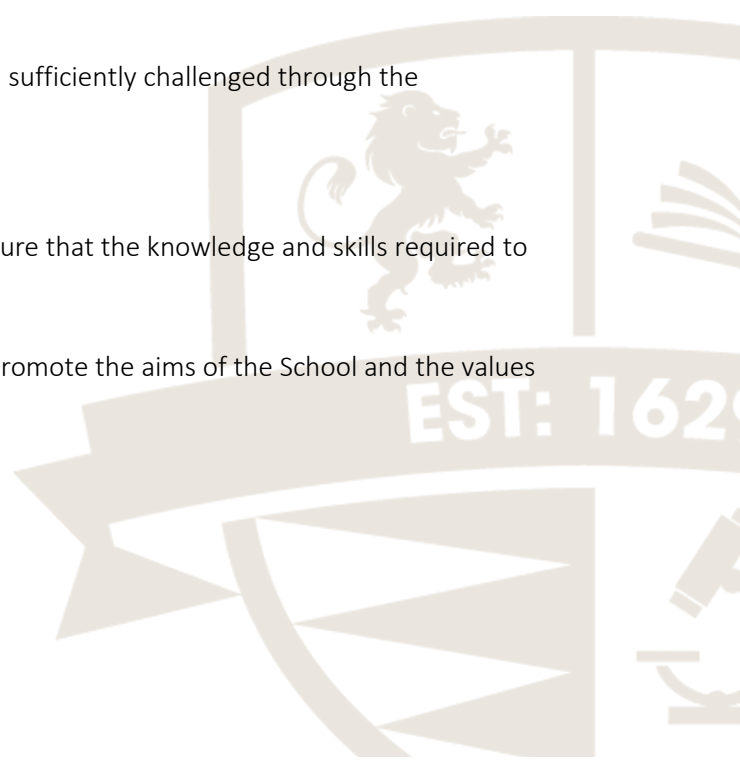 sufficiently challenged through the
ure that the knowledge and skills required to
romote the aims of the School and the values
EST: 162